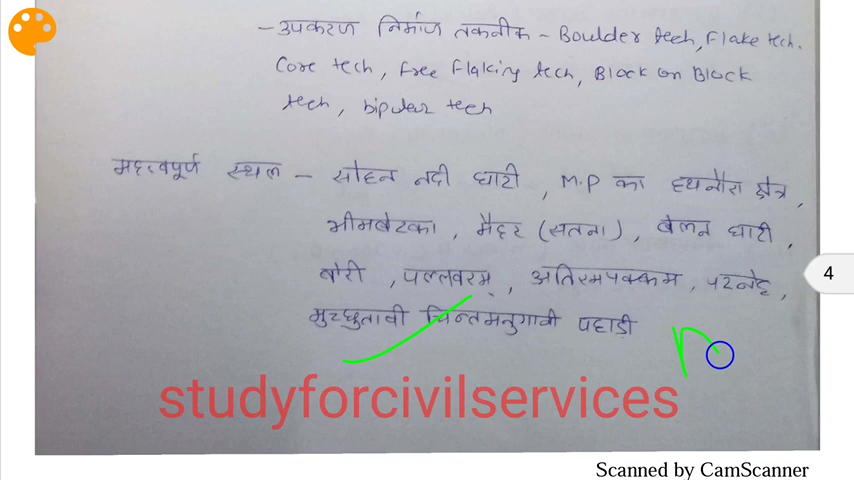 - उपकरण निर्माण तकनीक - Boulder tech, Flake tech.
Core tech, free flaking tech, Block on Block
tech, bipuler tech
महत्वपूर्ण स्थल - सोहन नदी घाटी, M.P का हथनौरा क्षेत्र,
भीमबेटका, मैहर (सतना), बेलन घाटी,
बोरी, पल्लवरम, अतिरमपक्कम,
चिन्तमनुगावी पहाडी
4
studyforcivilservices
Scanned by CamScanner